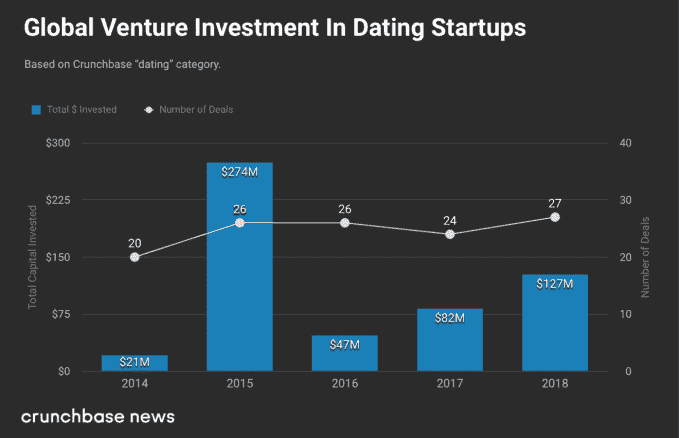 Global Venture Investment In Dating Startups
Based on Crunchbase “dating” category.
Total $ Invested
Number of Deals
$300
$225
$150
$75
$0
Total Capital Invested
40
30
20
10
0
Number of Deals
20
26
26
24
27
$21M
$274M
$47M
$82M
$127M
2014
2015
2016
2017
2018
crunchbase news